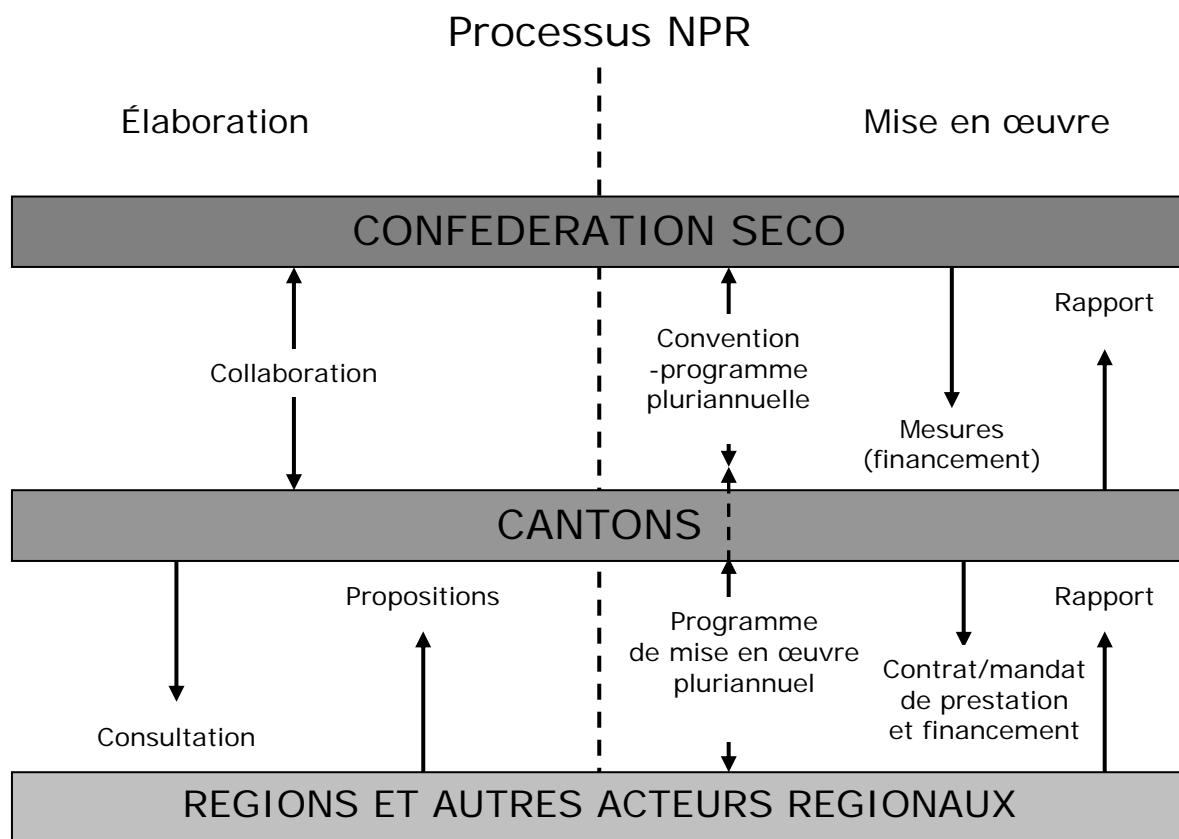 Processus NPR
Élaboration
Mise en œuvre
CONFEDERATION SECO
Collaboration
Convention
-programme
pluriannuelle
Mesures
(financement)
Rapport
CANTONS
Consultation
Propositions
Programme
de mise en œuvre
pluriannuel
Contrat/mandat
de prestation
et financement
Rapport
REGIONS ET AUTRES ACTEURS REGIONAUX